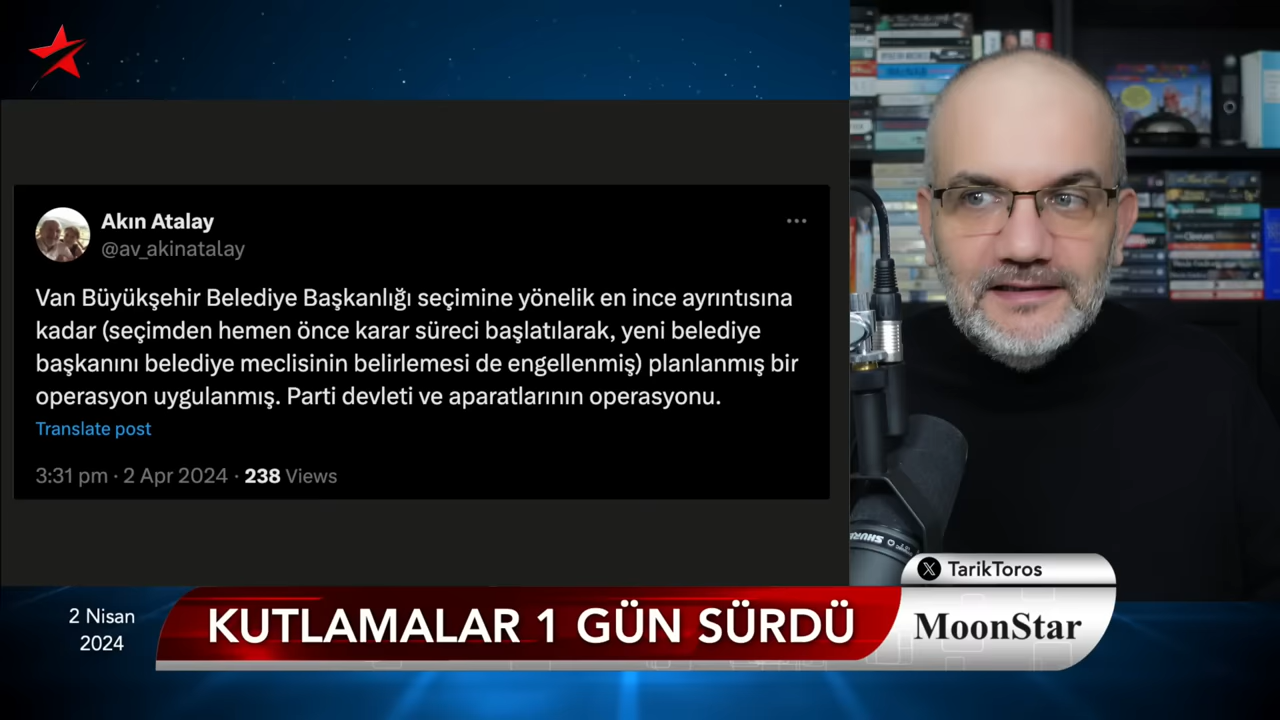 Akın Atalay
@av_akinatalay
Van Büyükşehir Belediye Başkanlığı seçimine yönelik en ince ayrıntısına
kadar (seçimden hemen önce karar süreci başlatılarak, yeni belediye
başkanını belediye meclisinin belirlemesi de engellenmiş) planlanmış bir
operasyon uygulanmış. Parti devleti ve aparatlarının operasyonu.
Translate post
3:31 pm · 2 Apr 2024 · 238 Views
SHURE
TarikToros
2 Nisan
2024
KUTLAMALAR 1 GÜN SÜRDÜ
MoonStar